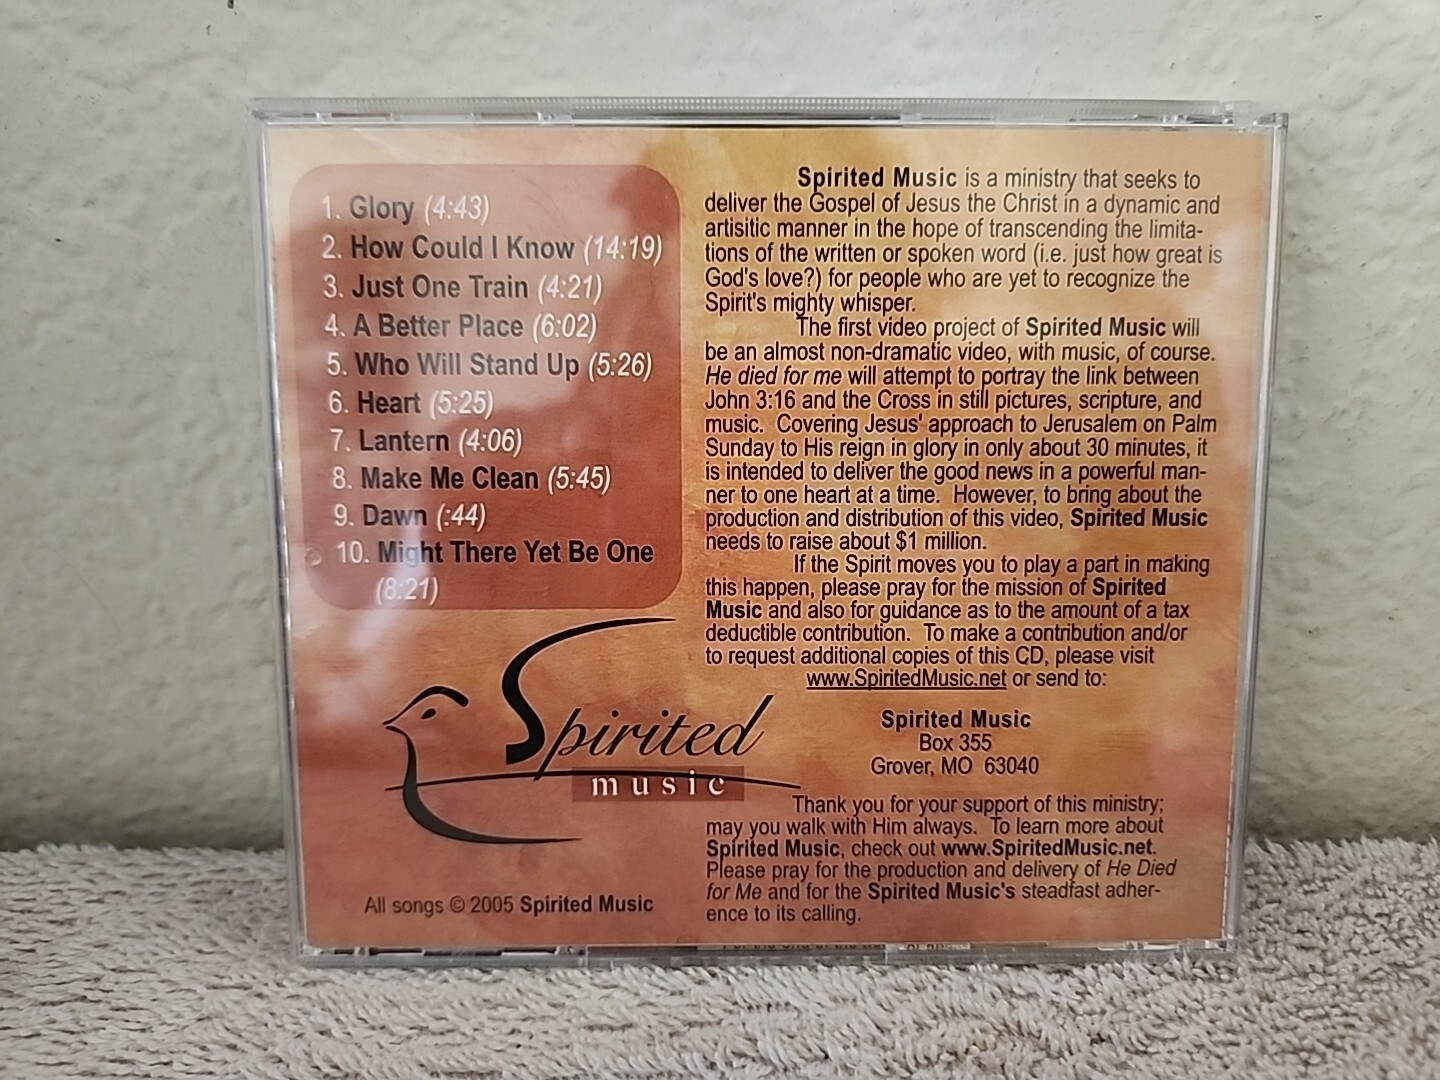 1. Glory (4:43)
2. How Could I Know (14:19)
3. Just One Train (4:21)
4. A Better Place (6:02)
5. Who Will Stand Up (5:26)
6. Heart (5:25)
7. Lantern (4:06)
8. Make Me Clean (5:45)
9. Dawn (:44)
10. Might There Yet Be One
(8:21)
Spirited
music
All songs © 2005 Spirited Music
Spirited Music is a ministry that seeks to
deliver the Gospel of Jesus the Christ in a dynamic and
artisitic manner in the hope of transcending the limita-
tions of the written or spoken word (i.e. just how great is
God's love?) for people who are yet to recognize the
Spirit's mighty whisper.
The first video project of Spirited Music will
be an almost non-dramatic video, with music, of course.
He died for me will attempt to portray the link between
John 3:16 and the Cross in still pictures, scripture, and
music. Covering Jesus' approach to Jerusalem on Palm
Sunday to His reign in glory in only about 30 minutes, it
is intended to deliver the good news in a powerful man-
ner to one heart at a time. However, to bring about the
production and distribution of this video, Spirited Music
needs to raise about $1 million.
If the Spirit moves you to play a part in making
this happen, please pray for the mission of Spirited
Music and also for guidance as to the amount of a tax
deductible contribution. To make a contribution and/or
to request additional copies of this CD, please visit
www.SpiritedMusic.net or send to:
Spirited Music
Box 355
Grover, MO 63040
Thank you for your support of this ministry;
may you walk with Him always. To learn more about
Spirited Music, check out www.SpiritedMusic.net.
Please pray for the production and delivery of He Died
for Me and for the Spirited Music's steadfast adher-
ence to its calling.